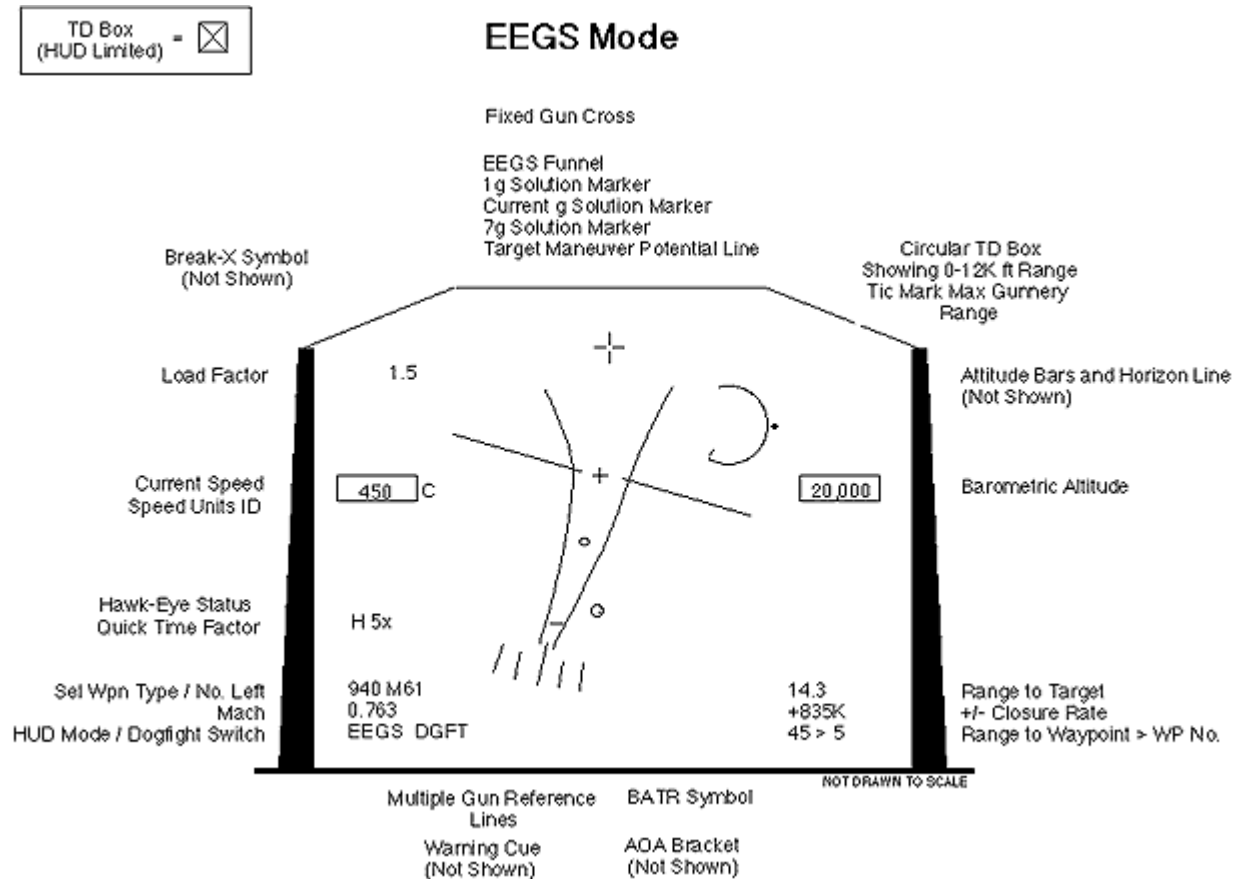 TD Box
(HUD Limited) =
EEGS Mode
Fixed Gun Cross
EEGS Funnel
1g Solution Marker
Current g Solution Marker
7g Solution Marker
Target Maneuver Potential Line
Break-X Symbol
(Not Shown)
Circular TD Box
Showing 0-12K ft Range
Tic Mark Max Gunnery
Range
Load Factor
1.5
Attitude Bars and Horizon Line
(Not Shown)
Current Speed
Speed Units ID
450 C
20,000
Barometric Altitude
Hawk-Eye Status
Quick Time Factor
H 5x
Sel Wpn Type / No. Left
940 M61
14.3
Range to Target
Mach
0.763
+835K
+/- Closure Rate
HUD Mode / Dogfight Switch
EEGS DGFT
45 > 5
Range to Waypoint > WP No.
NOT DRAWN TO SCALE
Multiple Gun Reference
Lines
BATR Symbol
Warning Cue
(Not Shown)
AOA Bracket
(Not Shown)